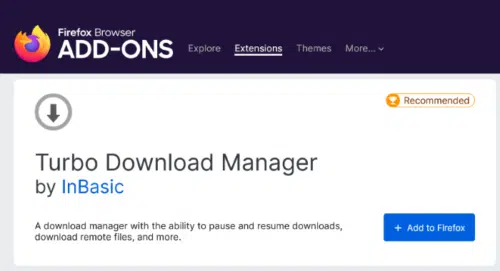 Firefox Browser
ADD-ONS
Explore Extensions Themes More...
Recommended
Turbo Download Manager
by InBasic
A download manager with the ability to pause and resume downloads,
download remote files, and more.
+ Add to Firefox